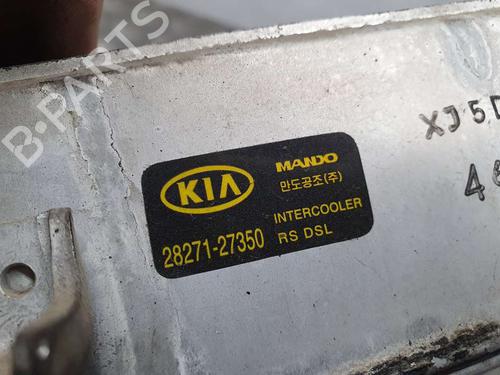 B-PARTS
KIA
MANDO
만도공조(주)
28271-27350
INTERCOOLER
RS DSL
XJ5D
4